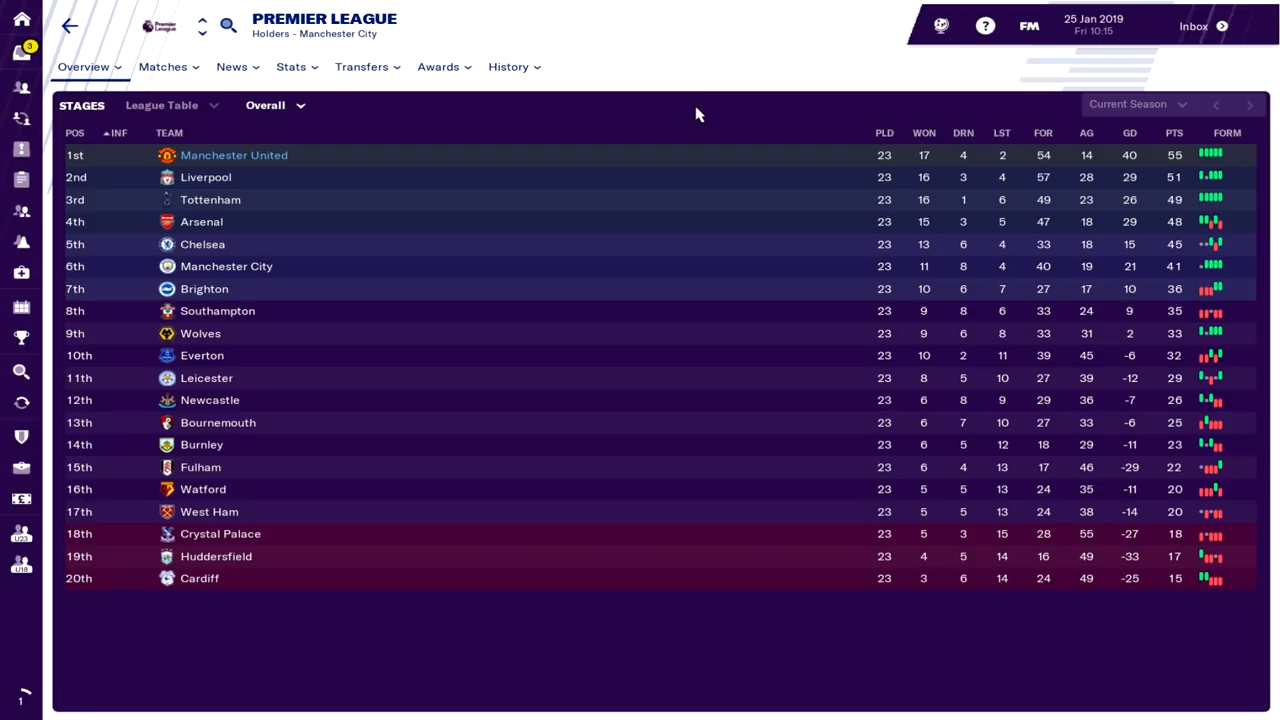 PREMIER LEAGUE
Holders - Manchester City
Premier League
3
FM
25 Jan 2019
Fri 10:15
Inbox
Overview Matches News Stats Transfers Awards History
STAGES League Table Overall Current Season
POS INF TEAM PLD WON DRN LST FOR AG GD PTS FORM
1st Manchester United 23 17 4 2 54 14 40 55
2nd Liverpool 23 16 3 4 57 28 29 51
3rd Tottenham 23 16 1 6 49 23 26 49
4th Arsenal 23 15 3 5 47 18 29 48
5th Chelsea 23 13 6 4 33 18 15 45
6th Manchester City 23 11 8 4 40 19 21 41
7th Brighton 23 10 6 7 27 17 10 36
8th Southampton 23 9 8 6 33 24 9 35
9th Wolves 23 9 6 8 33 31 2 33
10th Everton 23 10 2 11 39 45 -6 32
11th Leicester 23 8 5 10 27 39 -12 29
12th Newcastle 23 6 8 9 29 36 -7 26
13th Bournemouth 23 6 7 10 27 33 -6 25
14th Burnley 23 6 5 12 18 29 -11 23
15th Fulham 23 6 4 13 17 46 -29 22
16th Watford 23 5 5 13 24 35 -11 20
17th West Ham 23 5 5 13 24 38 -14 20
18th Crystal Palace 23 5 3 15 28 55 -27 18
19th Huddersfield 23 4 5 14 16 49 -33 17
20th Cardiff 23 3 6 14 24 49 -25 15
U23
U18
1